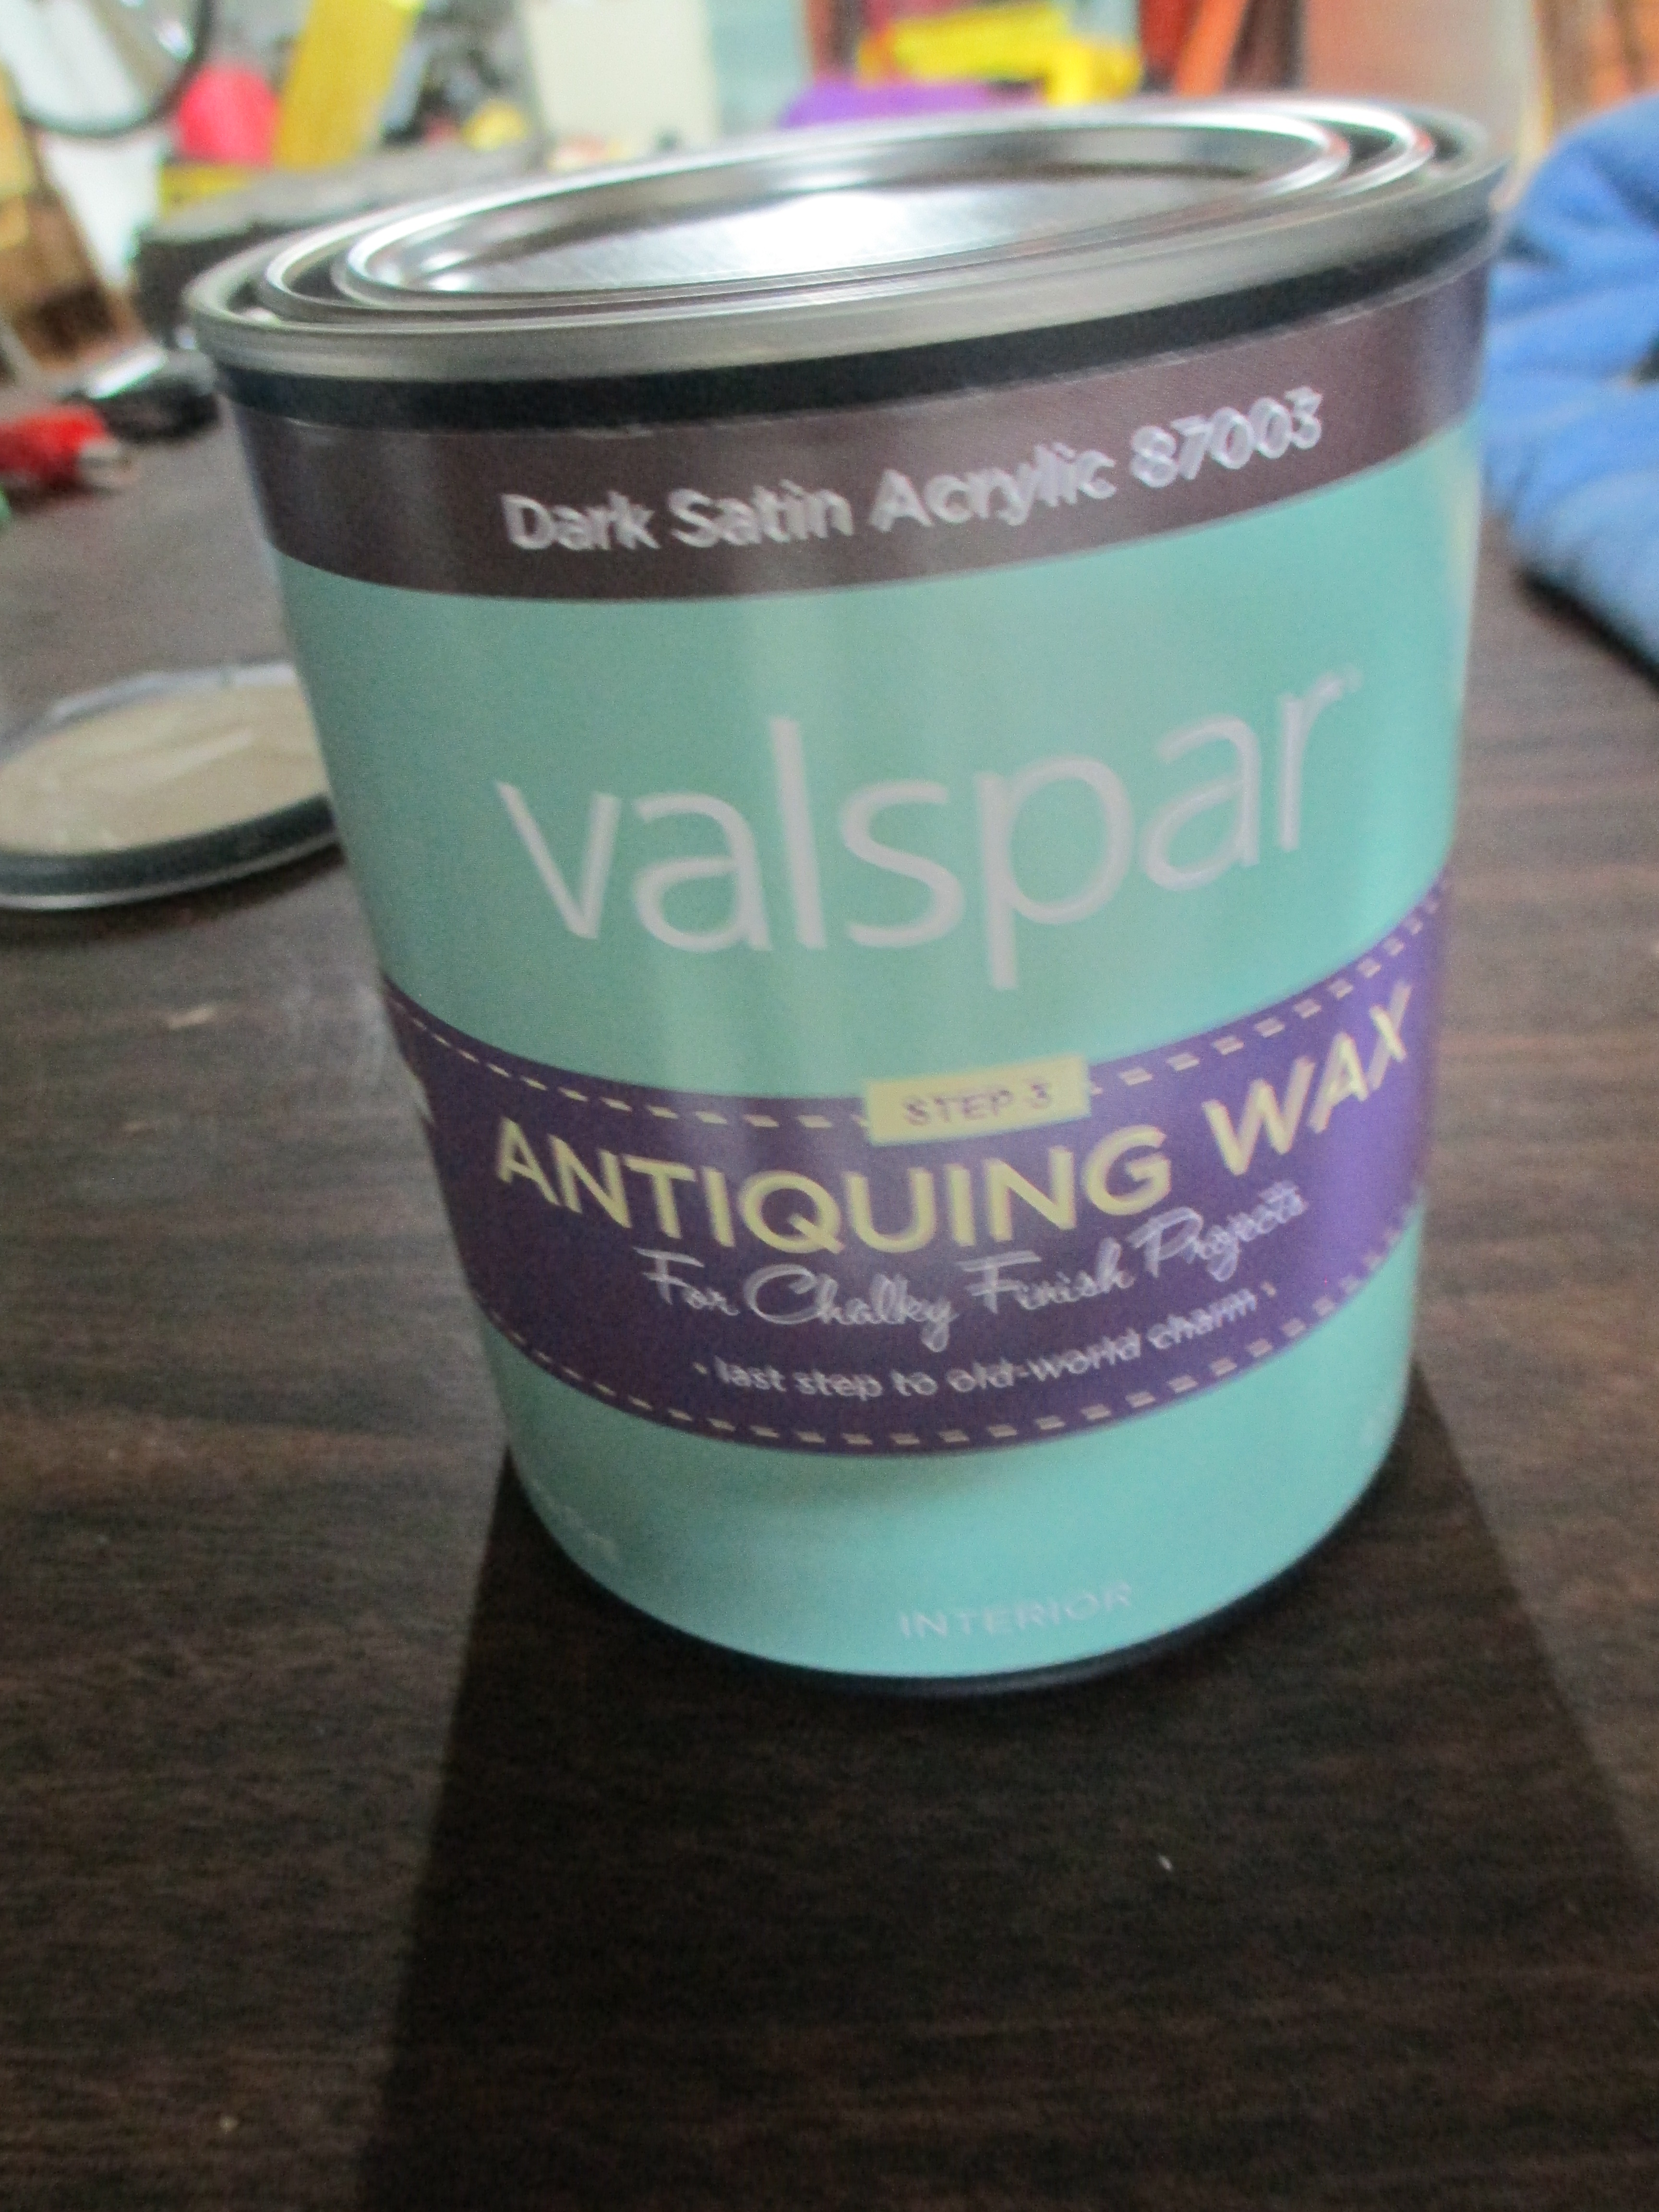 Dark Satin Acrylic 87003
valspar
STEP 3
ANTIQUING WAX
For Chalky Finish Projects
• last step to old-world charm •
INTERIOR